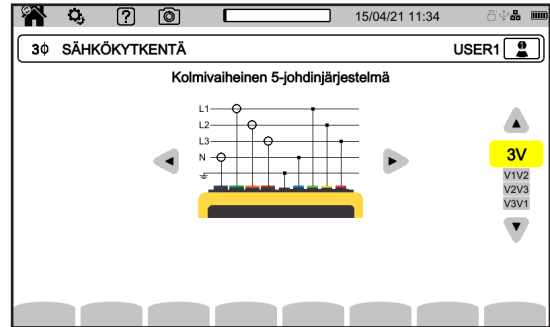 15/04/21 11:34
3Φ SÄHKÖKYTKENTÄ USER1
Kolmivaiheinen 5-johdinjärjestelmä
L1
L2
L3
N
3V
V1V2
V2V3
V3V1